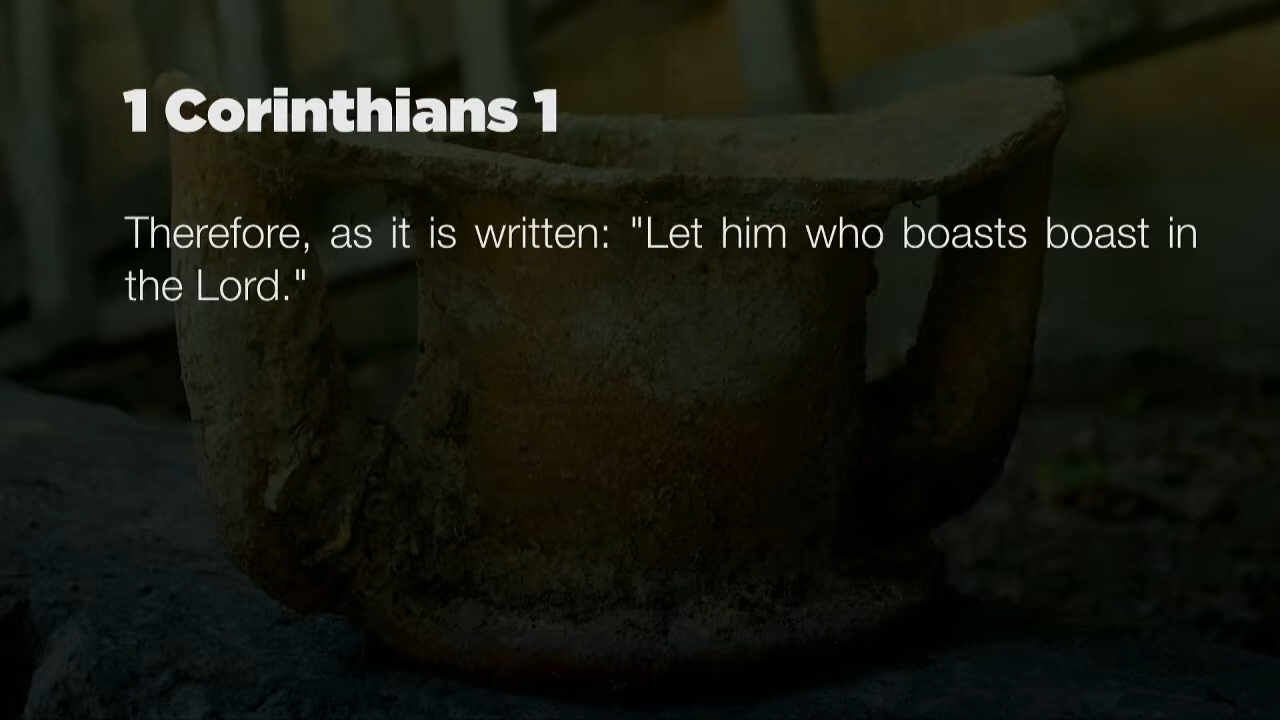 1 Corinthians 1
Therefore, as it is written: "Let him who boasts boast in
the Lord."